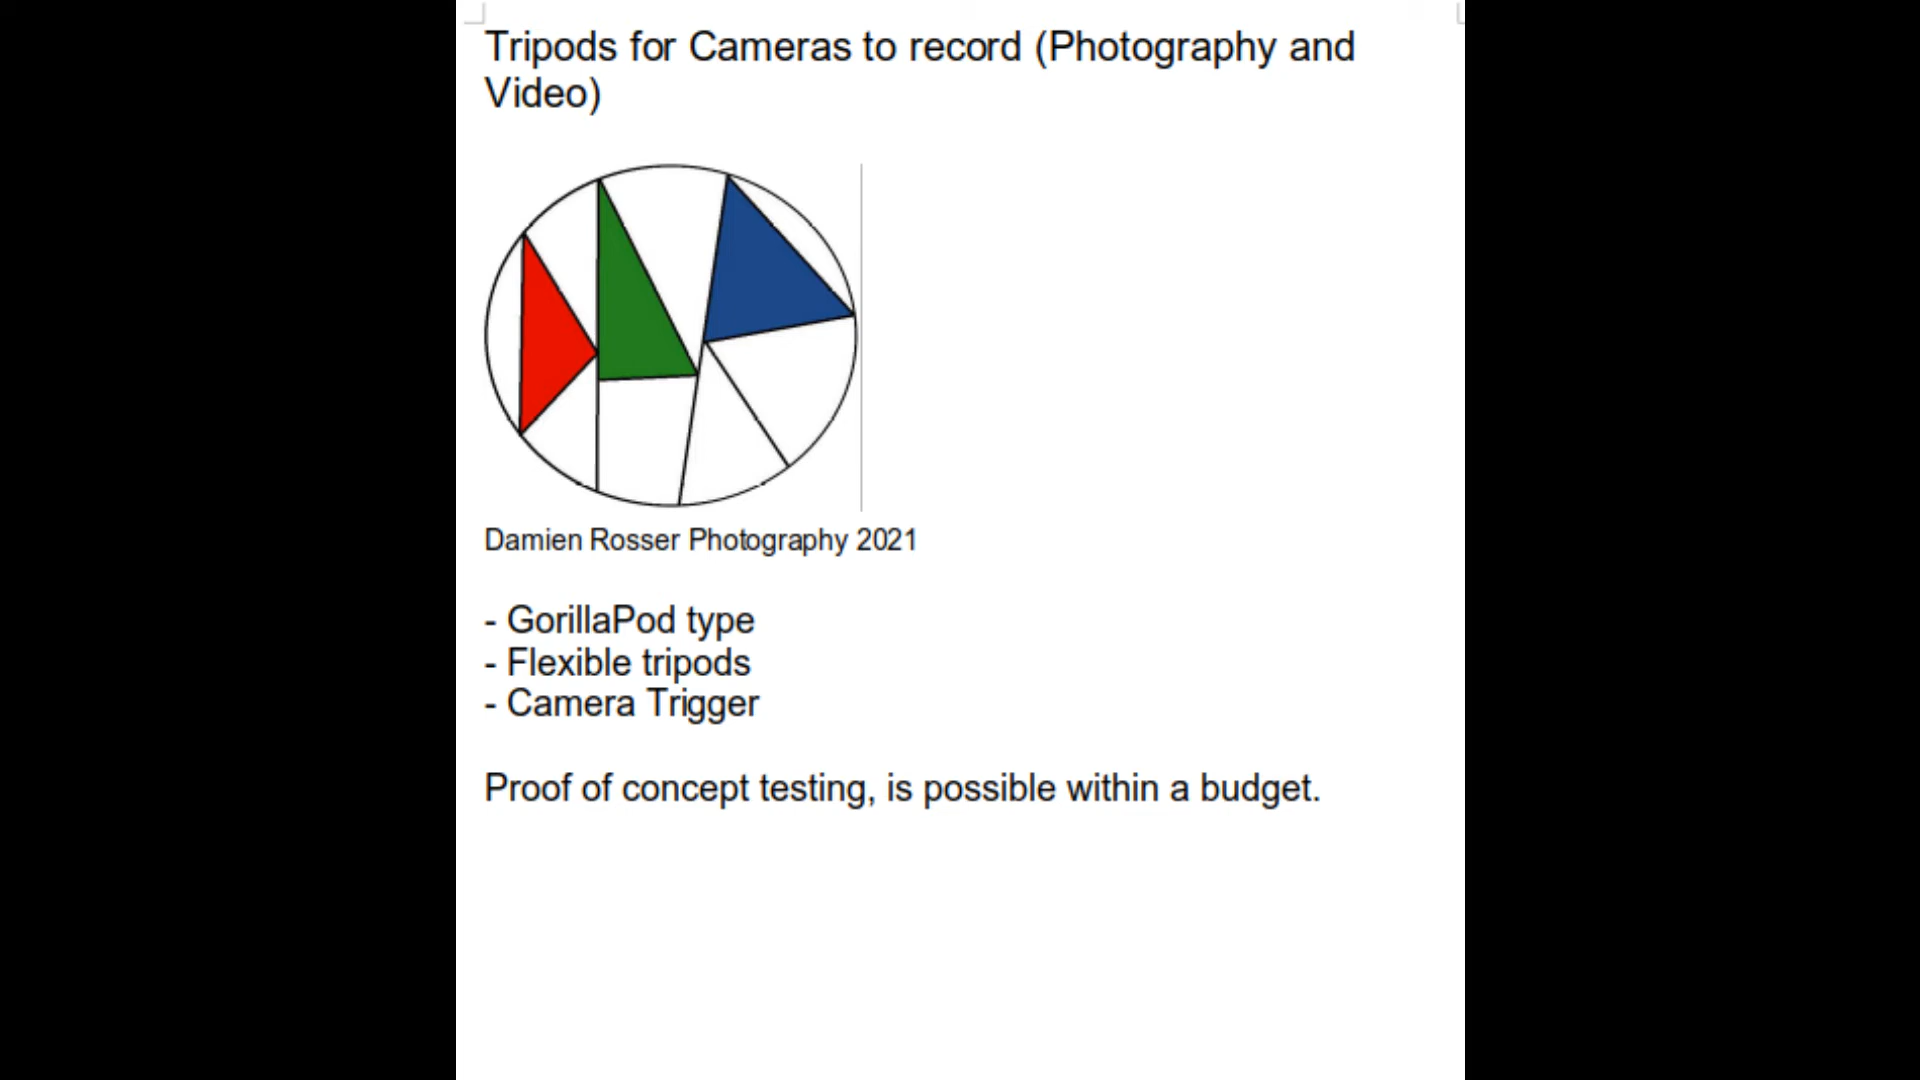 Tripods for Cameras to record (Photography and
Video)
Damien Rosser Photography 2021
- GorillaPod type
- Flexible tripods
- Camera Trigger
Proof of concept testing, is possible within a budget.